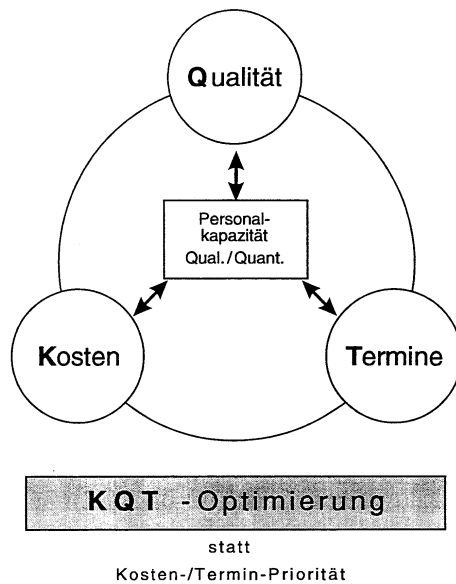 Qualität
Personal-
kapazität
Qual./Quant.
Kosten
Termine
KQT -Optimierung
statt
Kosten-/Termin-Priorität